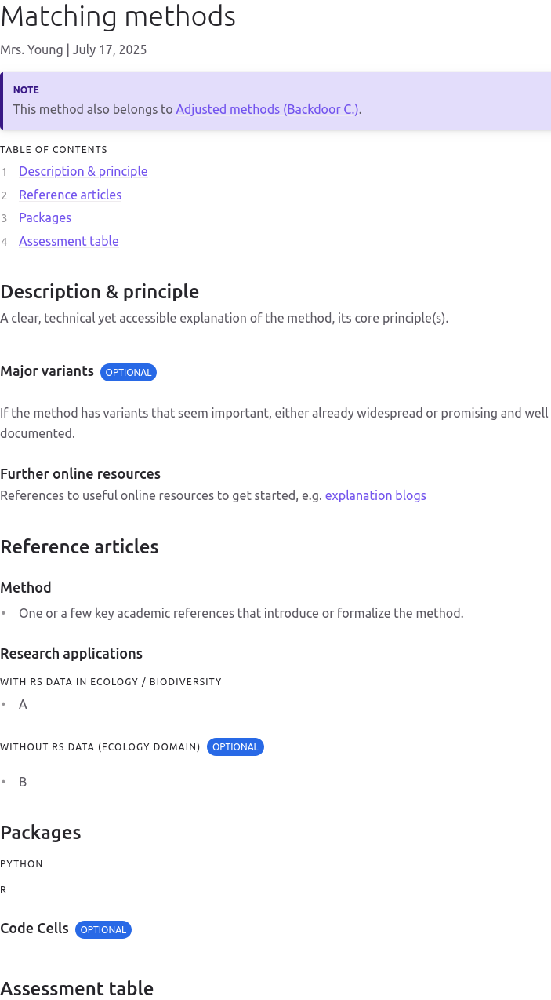 Matching methods
Mrs. Young | July 17, 2025
NOTE
This method also belongs to Adjusted methods (Backdoor C.).
TABLE OF CONTENTS
1 Description & principle
2 Reference articles
3 Packages
4 Assessment table
Description & principle
A clear, technical yet accessible explanation of the method, its core principle(s).
Major variants OPTIONAL
If the method has variants that seem important, either already widespread or promising and well
documented.
Further online resources
References to useful online resources to get started, e.g. explanation blogs
Reference articles
Method
• One or a few key academic references that introduce or formalize the method.
Research applications
WITH RS DATA IN ECOLOGY / BIODIVERSITY
• A
WITHOUT RS DATA (ECOLOGY DOMAIN) OPTIONAL
• B
Packages
PYTHON
R
Code Cells OPTIONAL
Assessment table